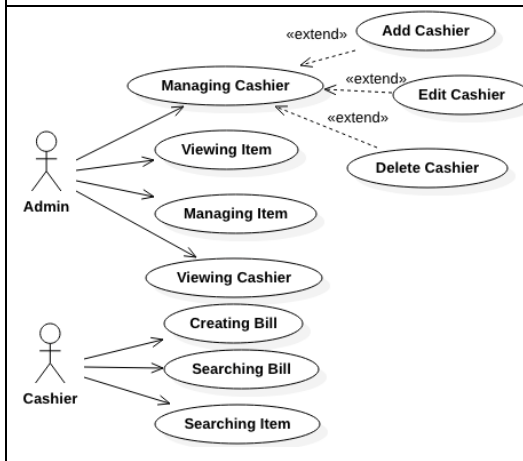 Add Cashier
«extend»
Managing Cashier
«extend»
Edit Cashier
«extend»
Viewing Item
Delete Cashier
Admin
Managing Item
Viewing Cashier
Creating Bill
Searching Bill
Cashier
Searching Item